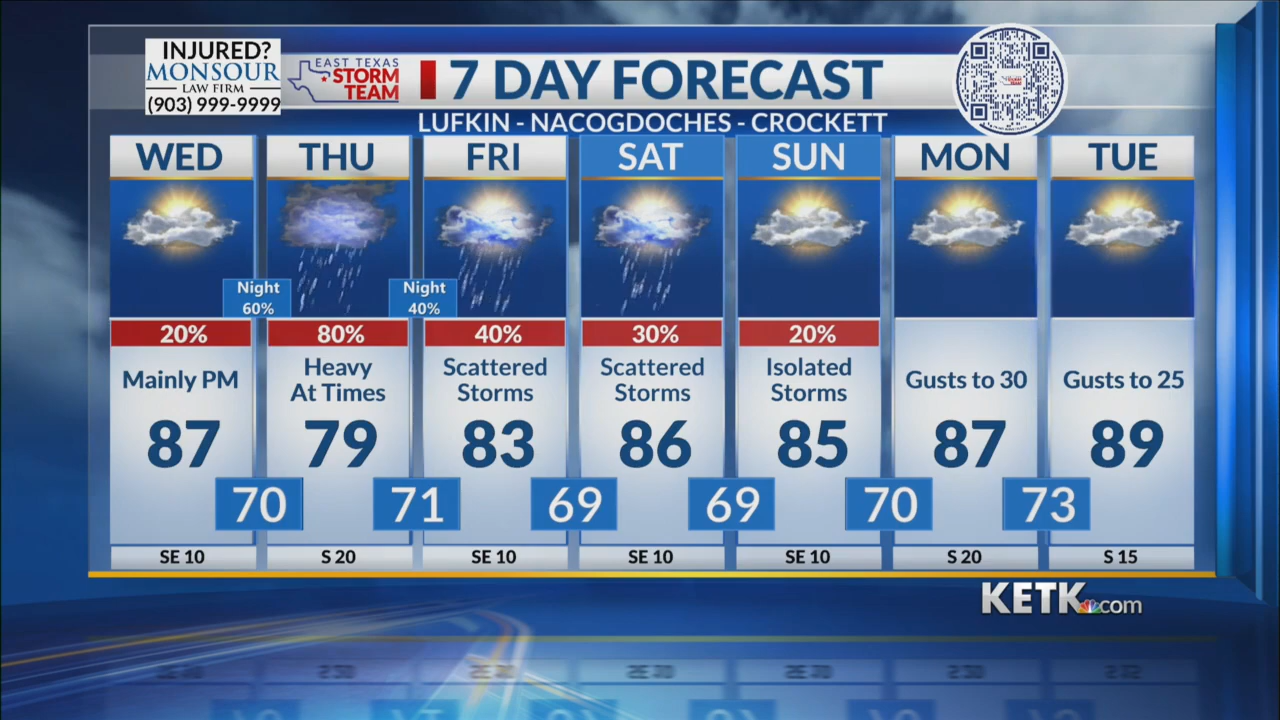 INJURED?
MONSOUR
LAW FIRM
(903) 999-9999
EAST TEXAS
STORM
TEAM
7 DAY FORECAST
LUFKIN - NACOGDOCHES - CROCKETT
WED THU FRI SAT SUN MON TUE
Night
60%
Night
40%
20% 80% 40% 30% 20%
Mainly PM
Heavy
At Times
Scattered
Storms
Scattered
Storms
Isolated
Storms
Gusts to 30
Gusts to 25
87 79 83 86 85 87 89
70 71 69 69 70 73
SE 10 S 20 SE 10 SE 10 SE 10 S 20 S 15
KETK.com